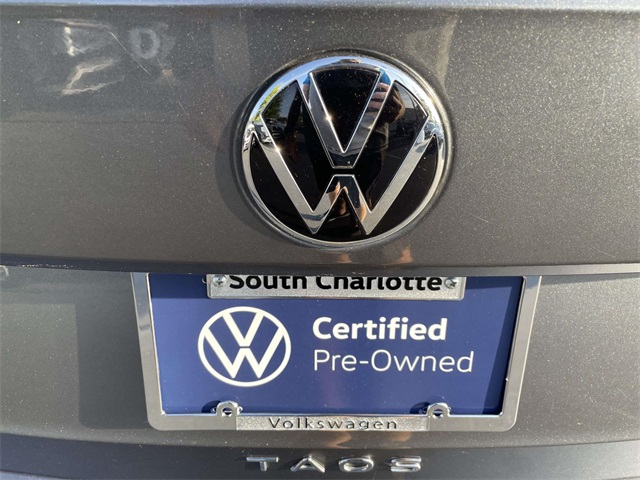 South Charlotte
Certified
Pre-Owned
Volkswagen
TAOS